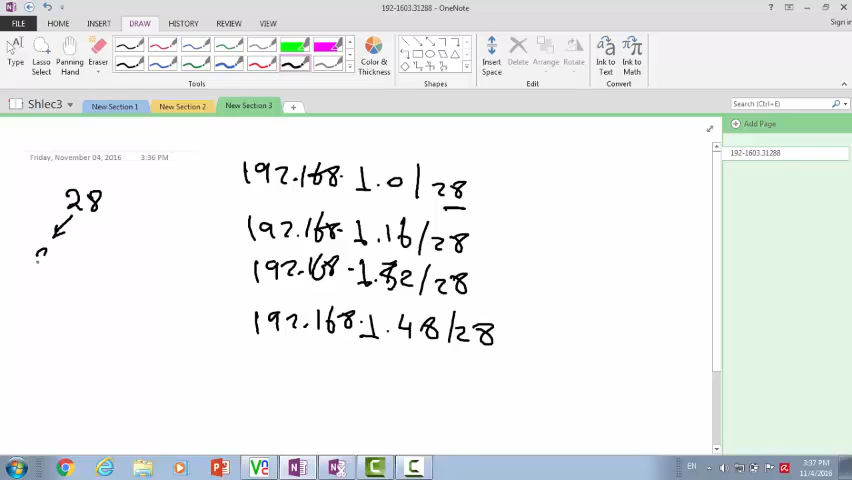 192-1603.31288 - OneNote
FILE HOME INSERT DRAW HISTORY REVIEW VIEW
Sign in
Type Lasso Select Panning Hand Eraser Color & Thickness Insert Space Delete Arrange Rotate Ink to Text Ink to Math
Tools Shapes Edit Convert
Shlec3 New Section 1 New Section 2 New Section 3
Search (Ctrl+E)
Add Page
192-1603.31288
Friday, November 04, 2016 3:36 PM
28
192.168.1.0/28
192.168.1.16/28
192.168.1.32/28
192.168.1.48/28
EN
3:37 PM
11/4/2016